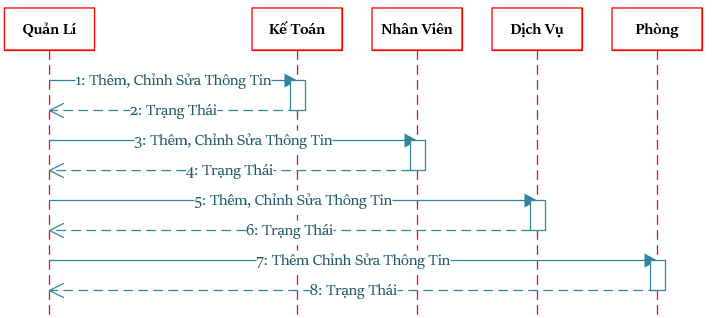 Quản Lí
Kế Toán
Nhân Viên
Dịch Vụ
Phòng
1: Thêm, Chỉnh Sửa Thông Tin
2: Trạng Thái
3: Thêm, Chỉnh Sửa Thông Tin
4: Trạng Thái
5: Thêm, Chỉnh Sửa Thông Tin
6: Trạng Thái
7: Thêm Chỉnh Sửa Thông Tin
8: Trạng Thái